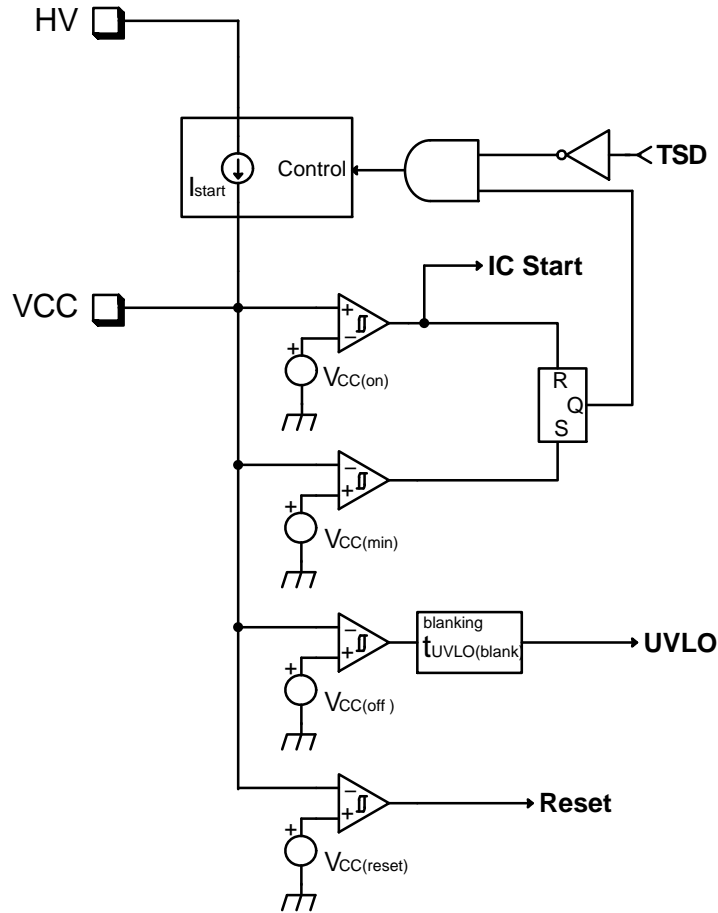 HV
TSD
Control
Istart
IC Start
VCC
+
−
+
VCC(on)
R
Q
S
−
+
+
VCC(min)
blanking
tUVLO(blank)
UVLO
−
+
+
VCC(off )
Reset
−
+
+
VCC(reset)